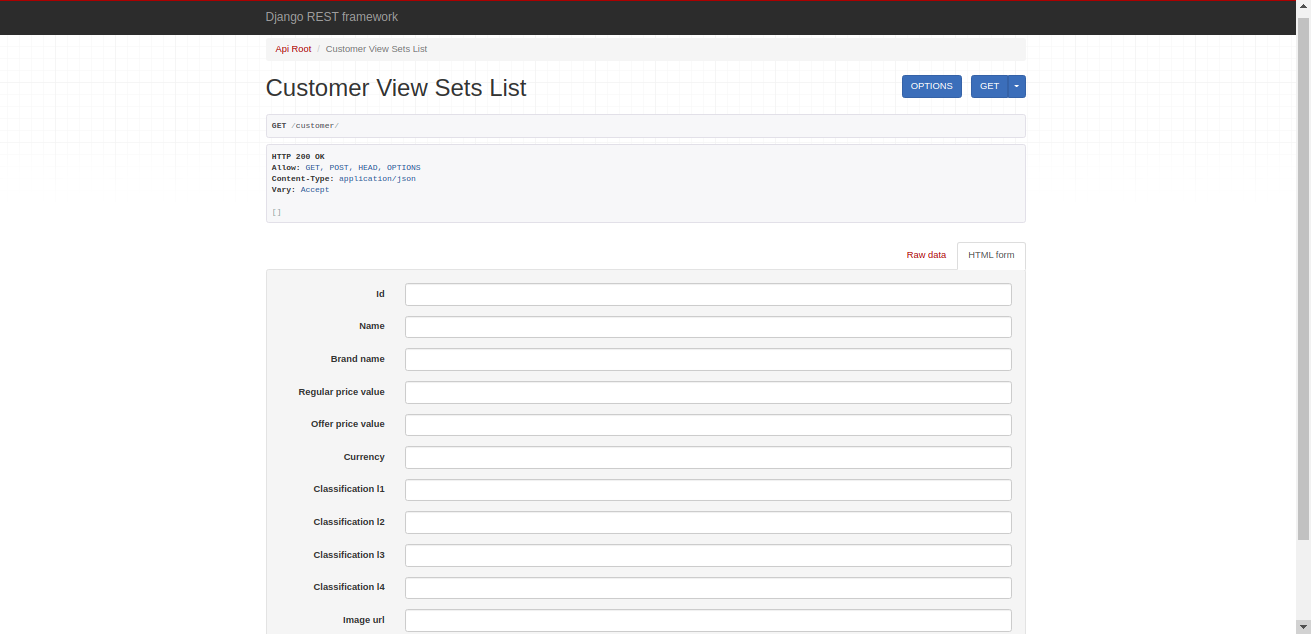 Django REST framework
Api Root / Customer View Sets List
Customer View Sets List
OPTIONS
GET
GET /customer/
HTTP 200 OK
Allow: GET, POST, HEAD, OPTIONS
Content-Type: application/json
Vary: Accept
[]
Raw data
HTML form
Id
Name
Brand name
Regular price value
Offer price value
Currency
Classification l1
Classification l2
Classification l3
Classification l4
Image url